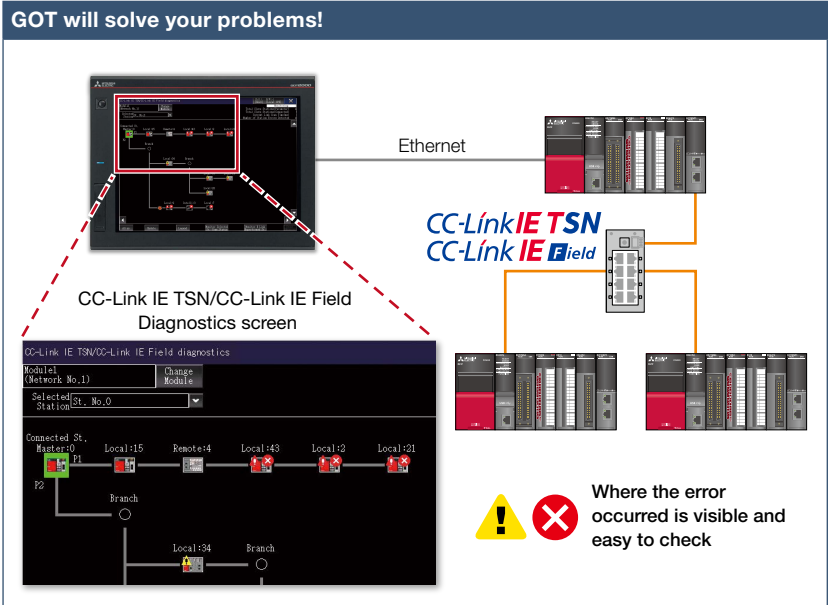 GOT will solve your problems!
Ethernet
CC-Link IE TSN
CC-Link IE Field
CC-Link IE TSN/CC-Link IE Field
Diagnostics screen
CC-Link IE TSN/CC-Link IE Field diagnostics
Module1
(Network No.1)
Change
Module
Selected
Station
St. No.0
Connected St.
Master:0
Local:15
Remote:4
Local:43
Local:2
Local:21
P1
P2
Branch
Local:34
Branch
Where the error
occurred is visible and
easy to check